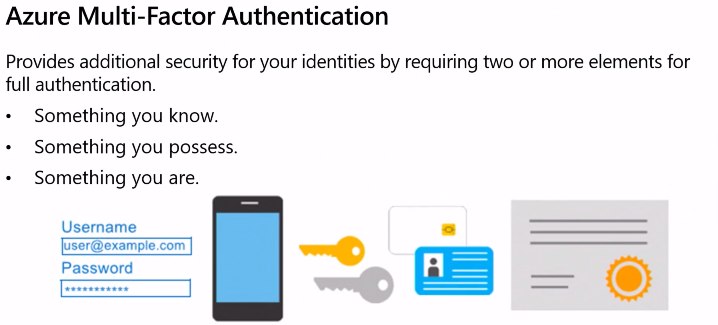 Azure Multi-Factor Authentication
Provides additional security for your identities by requiring two or more elements for
full authentication.
• Something you know.
• Something you possess.
• Something you are.
Username
user@example.com
Password
***********